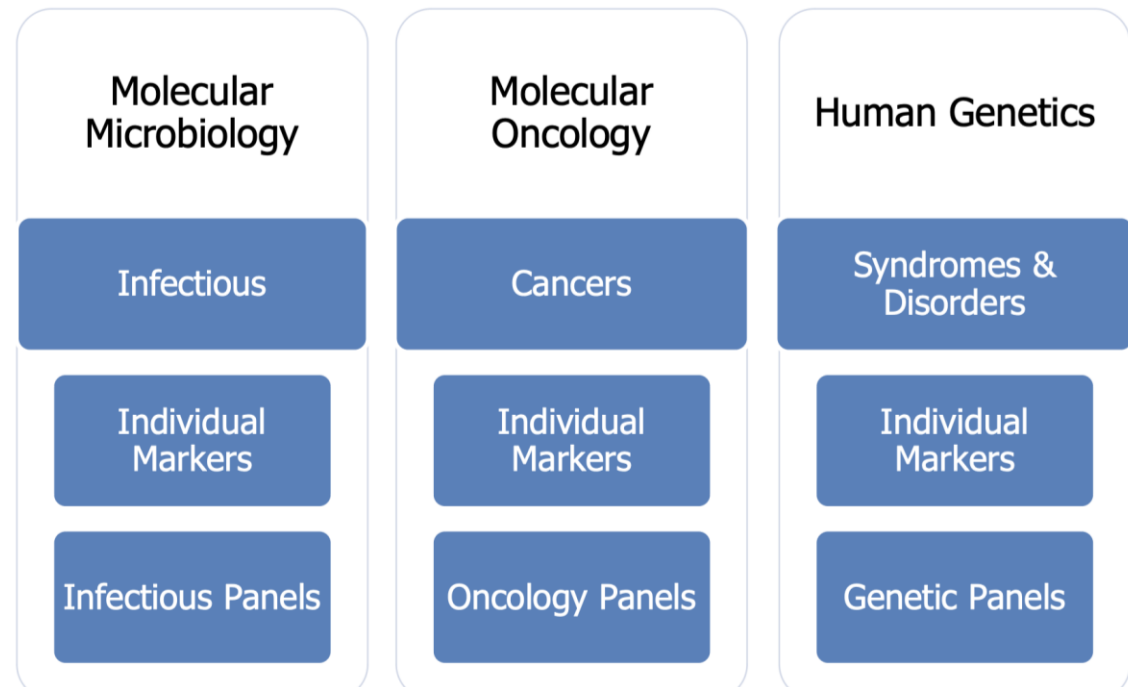 Molecular
Microbiology
Infectious
Individual
Markers
Infectious Panels
Molecular
Oncology
Cancers
Individual
Markers
Oncology Panels
Human Genetics
Syndromes &
Disorders
Individual
Markers
Genetic Panels